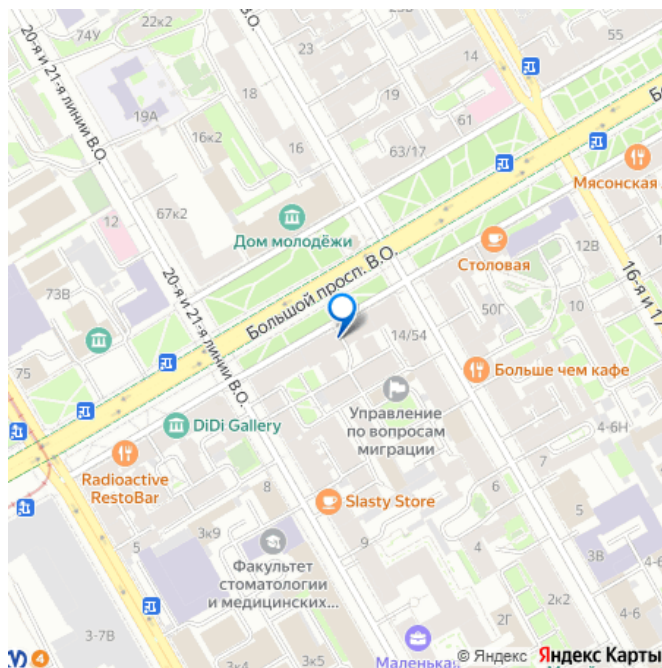 74У
22к2
23
14
55
20-я и 21-я линии В.О.
В.О.
18
19
19А
61
16к2
16
63/17
Мясонская
67к2
12
Дом молодёжи
Столовая
12В
73В
Большой просп. В.О.
16-я и 17
20-я и 21-я линии В.О.
50Г
10
75
14/54
Больше чем кафе
Управление
по вопросам
миграции
DiDi Gallery
4-6Н
Radioactive
RestoBar
8
6
7
Slasty Store
5
3к9
9
4
Факультет
стоматологии
и медицинских...
3В
2к2
4-6
2Г
3-7В
4
3к4
3к5
Маленькая
© Яндекс Яндекс Карты